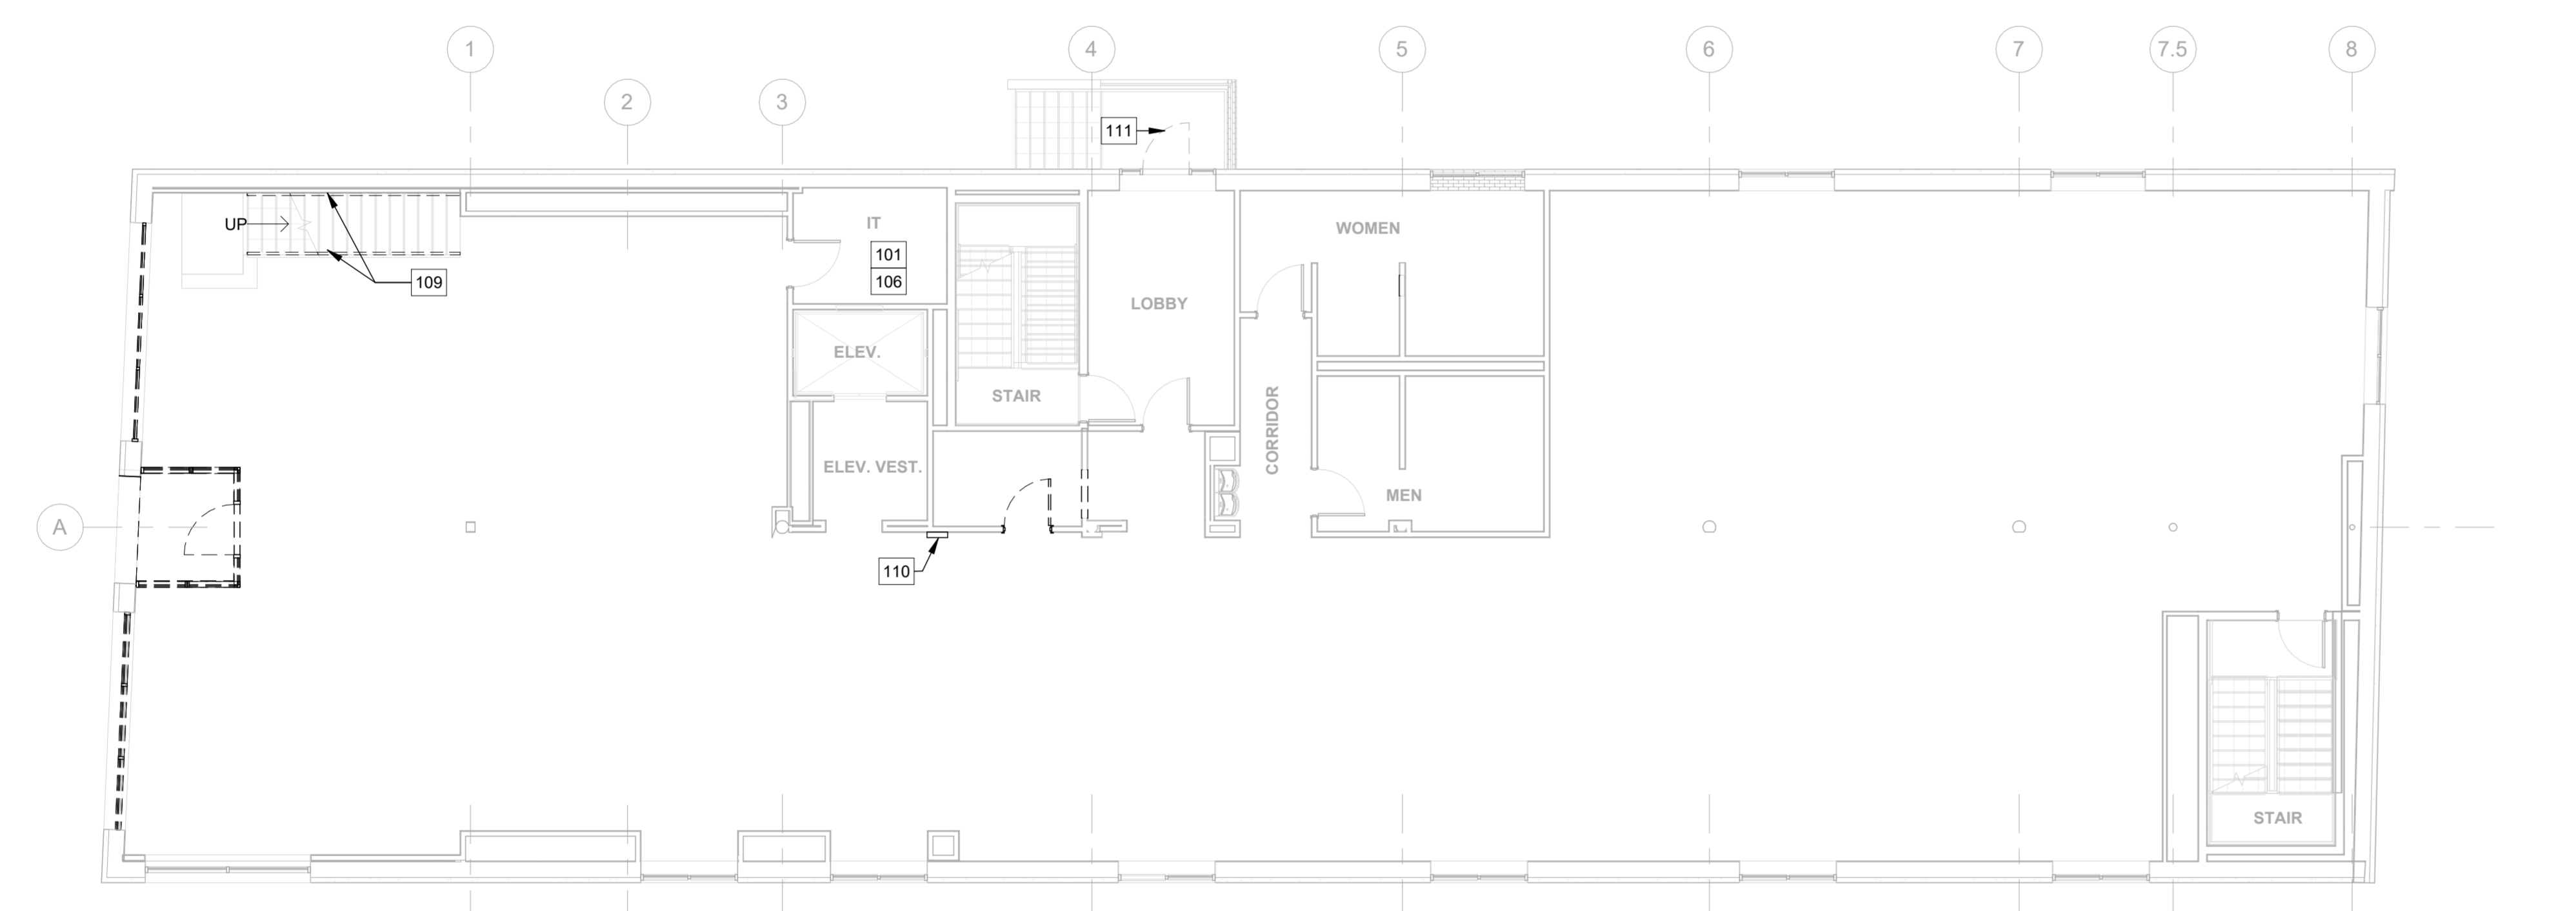 1
4
5
6
7
7.5
8
2
3
111
UP
IT
WOMEN
101
106
109
LOBBY
ELEV.
STAIR
CORRIDOR
ELEV. VEST.
MEN
A
110
STAIR